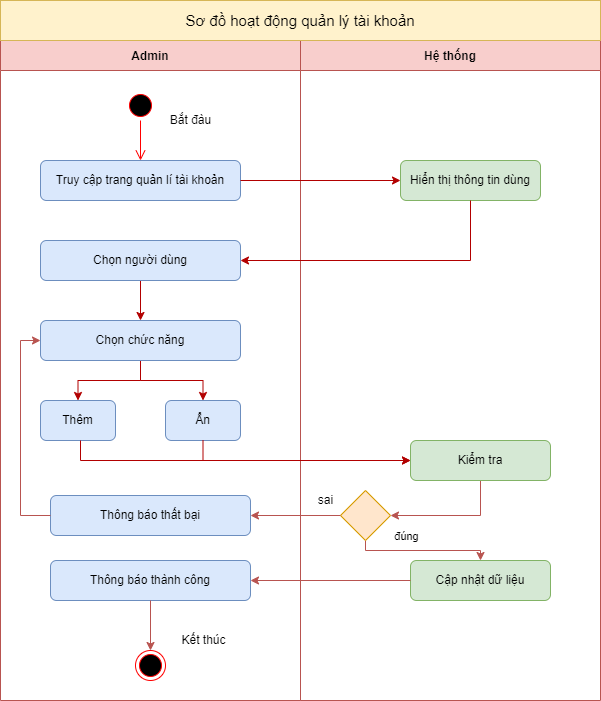 Sơ đồ hoạt động quản lý tài khoản
Admin
Hệ thống
Bắt đàu
Truy cập trang quản lí tài khoản
Hiển thị thông tin dùng
Chọn người dùng
Chọn chức năng
Thêm
Ẩn
Kiểm tra
sai
Thông báo thất bại
đúng
Thông báo thành công
Cập nhật dữ liệu
Kết thúc